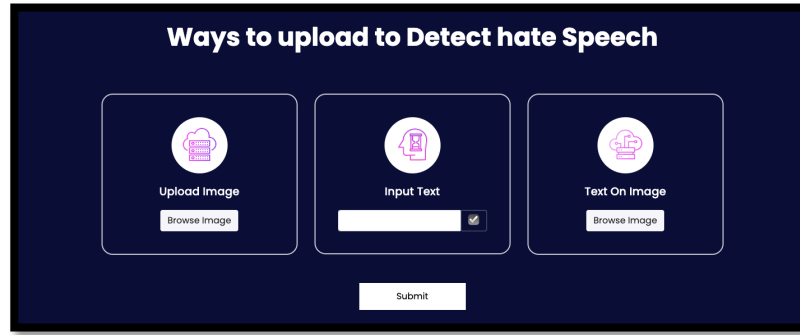 Ways to upload to Detect hate Speech
Upload Image
Browse Image
Input Text
Text On Image
Browse Image
Submit